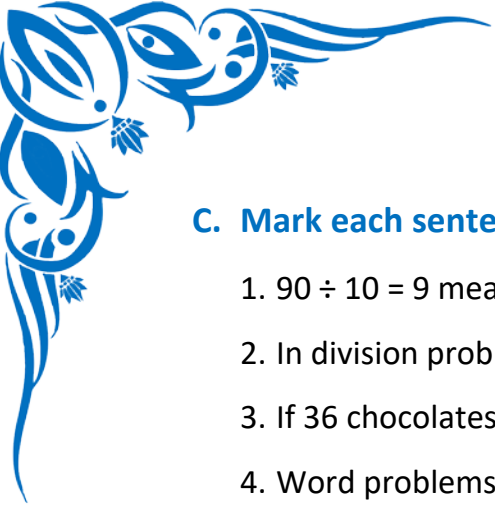 C. Mark each sente
1. 90 ÷ 10 = 9 mea
2. In division prob
3. If 36 chocolates
4. Word problems